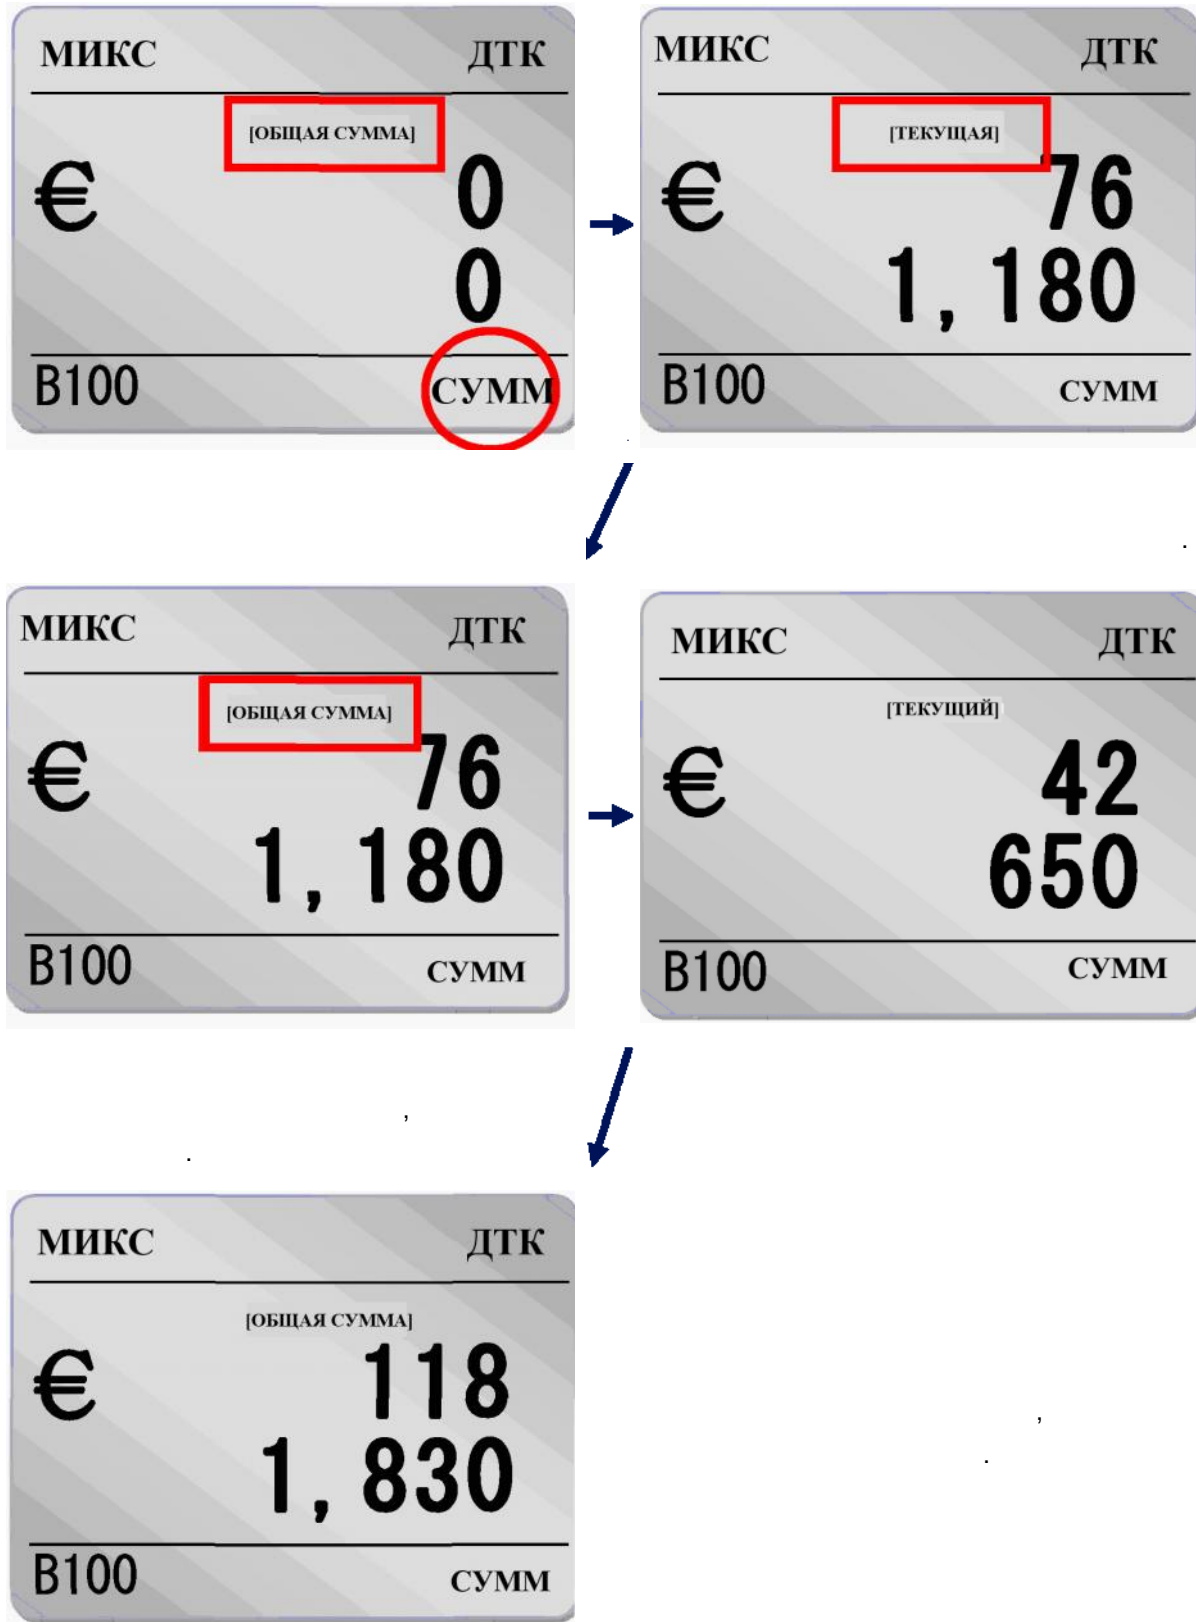 МИКС ДТК
[ОБЩАЯ СУММА]
€ 0
0
B100 СУММ
МИКС ДТК
[ТЕКУЩАЯ]
€ 76
1,180
B100 СУММ
.
.
МИКС ДТК
[ОБЩАЯ СУММА]
€ 76
1,180
B100 СУММ
МИКС ДТК
[ТЕКУЩИЙ]
€ 42
650
B100 СУММ
,
.
МИКС ДТК
[ОБЩАЯ СУММА]
€ 118
1,830
B100 СУММ
,
.